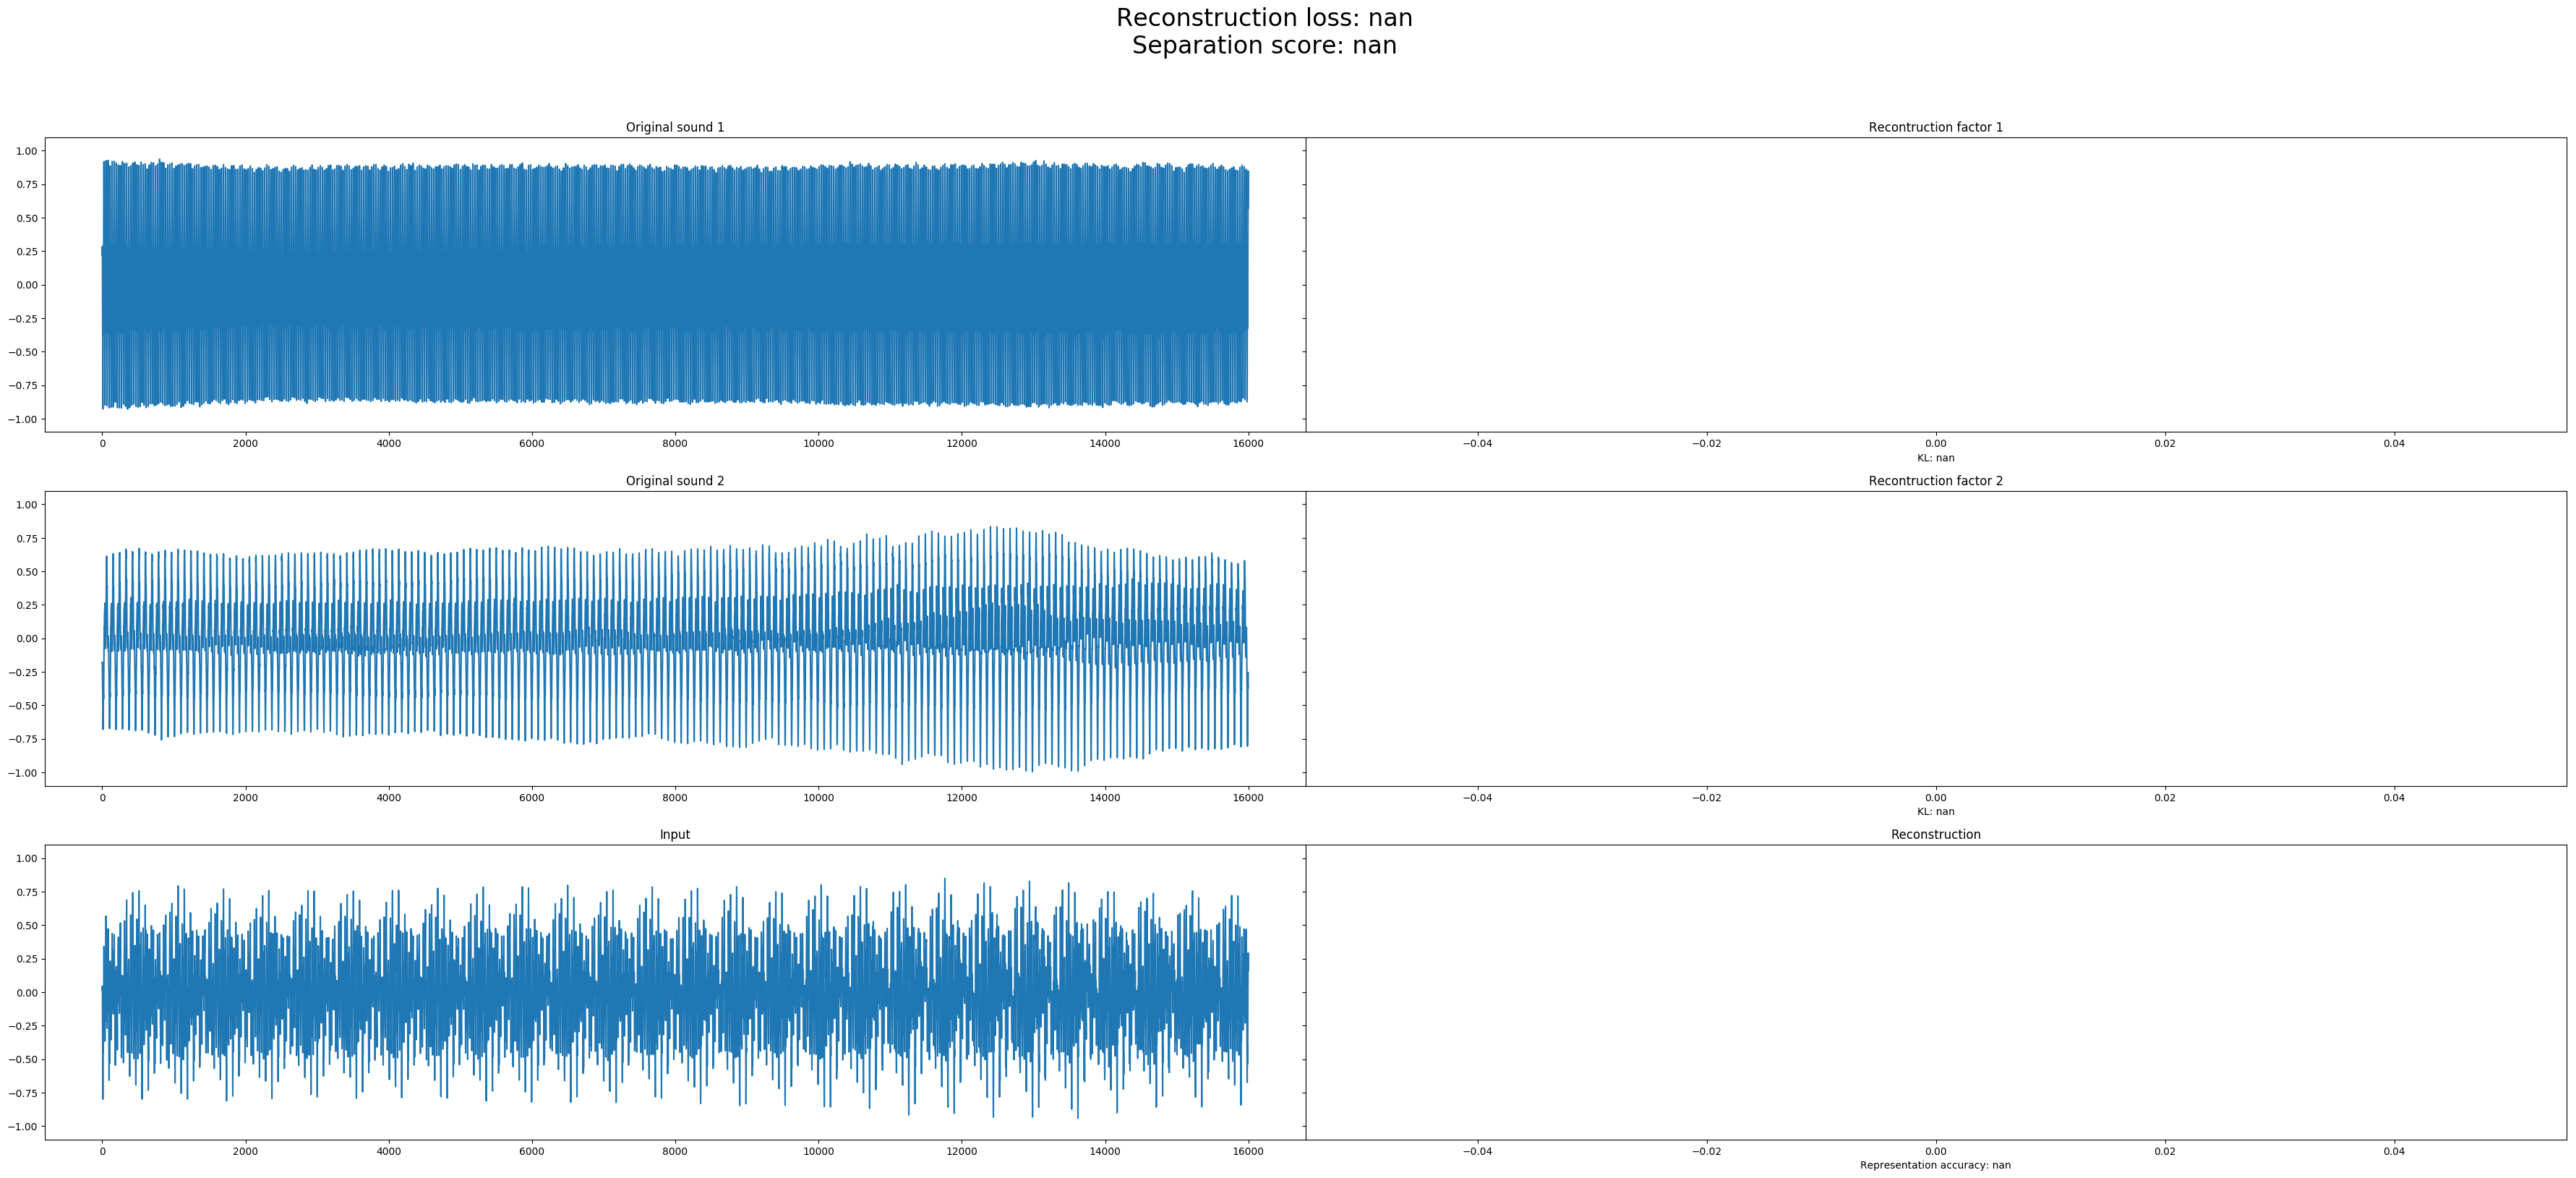 Reconstruction loss: nan
Separation score: nan
Original sound 1
Recontruction factor 1
1.00
0.75
0.50
0.25
0.00
−0.25
−0.50
−0.75
−1.00
0 2000 4000 6000 8000 10000 12000 14000 16000
−0.04 −0.02 0.00 0.02 0.04
KL: nan
Original sound 2
Recontruction factor 2
1.00
0.75
0.50
0.25
0.00
−0.25
−0.50
−0.75
−1.00
0 2000 4000 6000 8000 10000 12000 14000 16000
−0.04 −0.02 0.00 0.02 0.04
KL: nan
Input
Reconstruction
1.00
0.75
0.50
0.25
0.00
−0.25
−0.50
−0.75
−1.00
0 2000 4000 6000 8000 10000 12000 14000 16000
−0.04 −0.02 0.00 0.02 0.04
Representation accuracy: nan